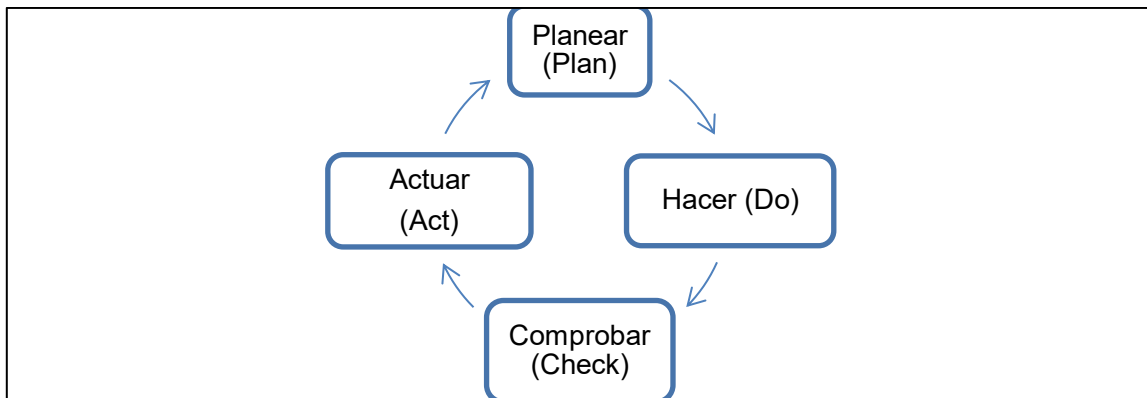 Planear
(Plan)
Hacer (Do)
Comprobar
(Check)
Actuar
(Act)